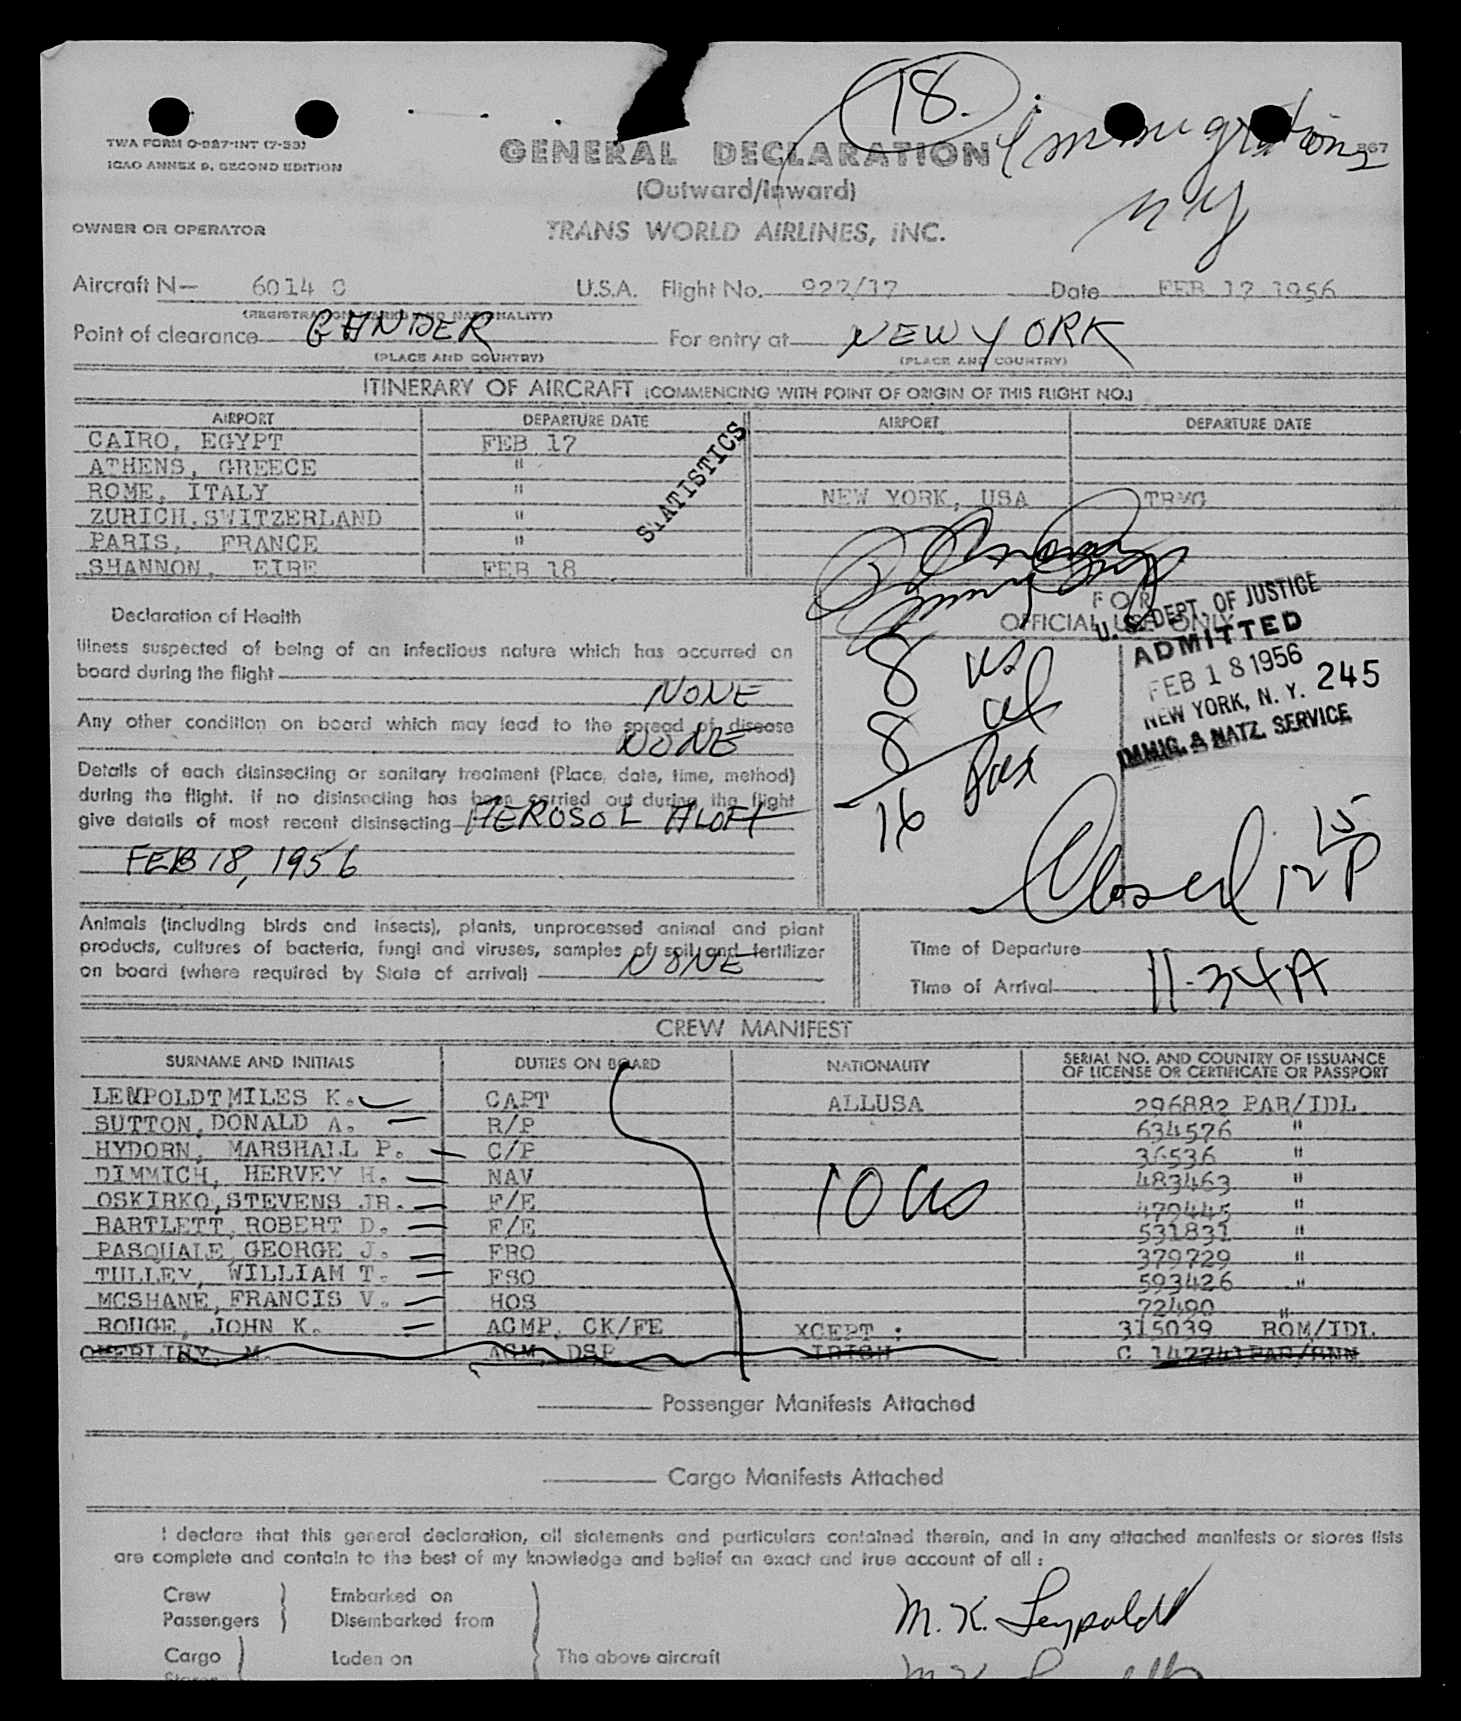 18.
Immigration
NY
TWA FORM O-927-INT (7-53)
ICAO ANNEX 9, SECOND EDITION
GENERAL DECLARATION
(Outward/Inward)
OWNER OR OPERATOR
TRANS WORLD AIRLINES, INC.
Aircraft N— 6014 C U.S.A. Flight No. 922/17 Date FEB 17 1956
(REGISTRATION MARKS AND NATIONALITY)
Point of clearance GANDER For entry at NEW YORK
(PLACE AND COUNTRY) (PLACE AND COUNTRY)
ITINERARY OF AIRCRAFT (COMMENCING WITH POINT OF ORIGIN OF THIS FLIGHT NO.)
AIRPORT DEPARTURE DATE AIRPORT DEPARTURE DATE
CAIRO, EGYPT FEB 17
ATHENS, GREECE "
ROME, ITALY " NEW YORK, USA TRMG
ZURICH, SWITZERLAND "
PARIS, FRANCE "
SHANNON, EIRE FEB 18
STATISTICS
Declaration of Health
FOR
OFFICIAL USE ONLY
Illness suspected of being of an infectious nature which has occurred on
board during the flight
NONE
Any other condition on board which may lead to the spread of disease
NONE
Details of each disinsecting or sanitary treatment (Place, date, time, method)
during the flight. If no disinsecting has been carried out during the flight
give details of most recent disinsecting AEROSOL ALOFT
FEB 18, 1956
8 US
8 al
16 Pax
U. S. DEPT. OF JUSTICE
ADMITTED
FEB 18 1956
NEW YORK, N. Y. 245
IMMIG. & NATZ. SERVICE
Closed 12 15 P
Animals (including birds and insects), plants, unprocessed animal and plant
products, cultures of bacteria, fungi and viruses, samples of soil and fertilizer
on board (where required by State of arrival) NONE
Time of Departure
Time of Arrival 11-34A
CREW MANIFEST
SURNAME AND INITIALS DUTIES ON BOARD NATIONALITY SERIAL NO. AND COUNTRY OF ISSUANCE
OF LICENSE OR CERTIFICATE OR PASSPORT
LEYPOLDT MILES K. CAPT ALLUSA 296882 PAR/IDL
SUTTON, DONALD A. R/P 634576 "
HYDORN, MARSHALL P. C/P 36536 "
DIMMICH, HERVEY H. NAV 483463 "
OSKIRKO, STEVENS JR. F/E 479445 "
BARTLETT, ROBERT D. F/E 531831 "
PASQUALE, GEORGE J. FRO 379729 "
TULLEY, WILLIAM T. FSO 593426 "
MCSHANE, FRANCIS V. HOS 72490 "
ROUGE, JOHN K. ACMP, CK/FE XCEPT : 315039 ROM/IDL
M. ACM, DSP IRISH C 147741 PAR/SNN
10 US
Passenger Manifests Attached
Cargo Manifests Attached
I declare that this general declaration, all statements and particulars contained therein, and in any attached manifests or stores lists
are complete and contain to the best of my knowledge and belief an exact and true account of all :
Crew Embarked on
Passengers Disembarked from
Cargo Laden on The above aircraft
Stores
M. K. Leypoldt
M K Leypoldt